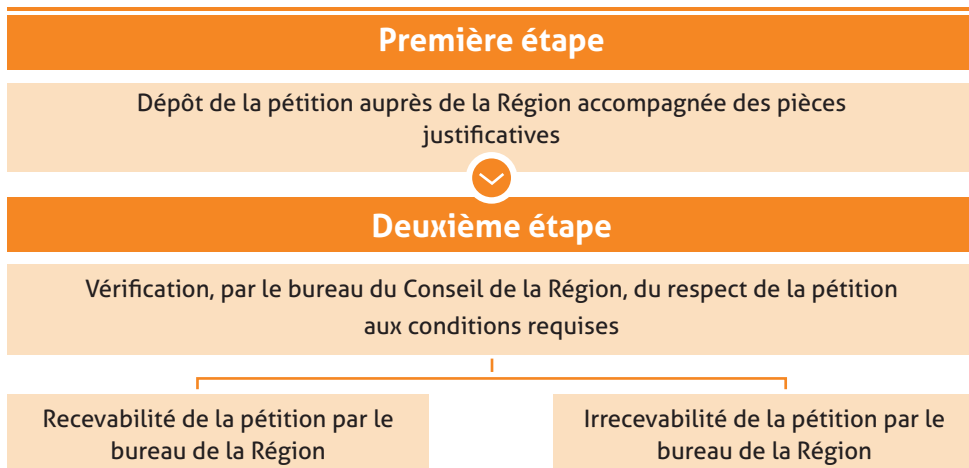 Première étape
Dépôt de la pétition auprès de la Région accompagnée des pièces
justificatives
Deuxième étape
Vérification, par le bureau du Conseil de la Région, du respect de la pétition
aux conditions requises
Recevabilité de la pétition par le
bureau de la Région
Irrecevabilité de la pétition par le
bureau de la Région